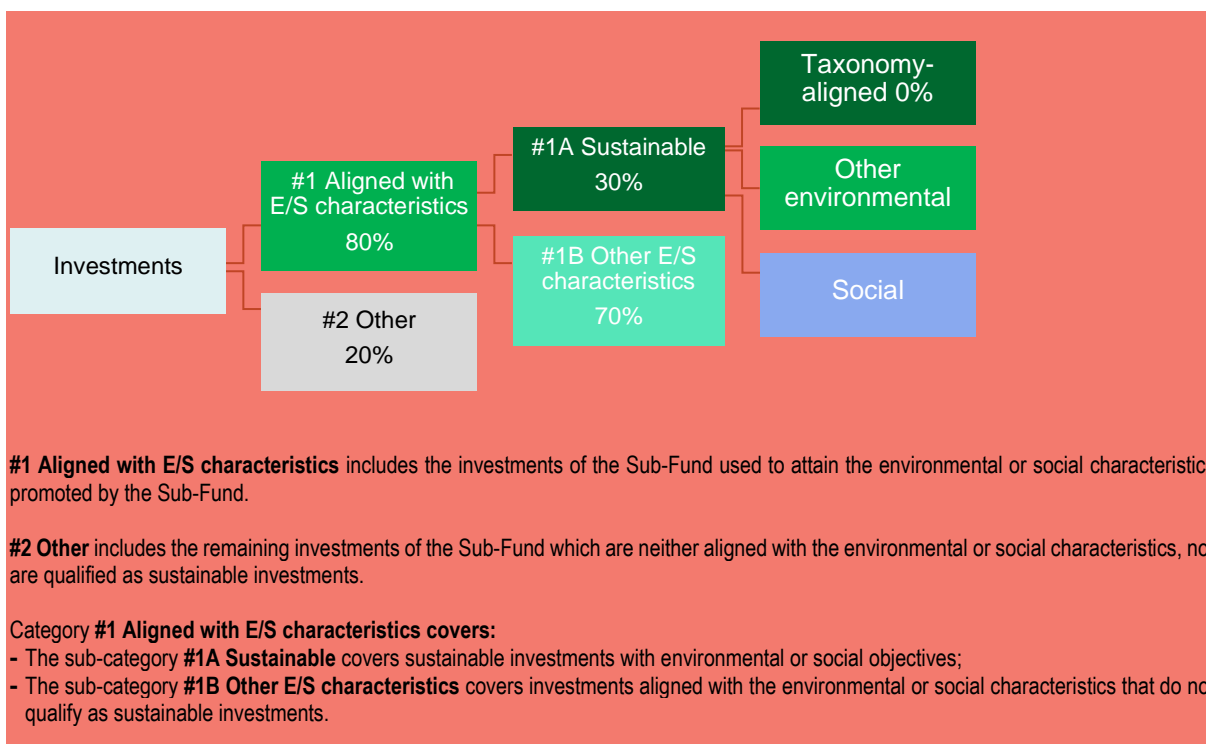 Taxonomy-
aligned 0%
#1A Sustainable
30%
#1 Aligned with
E/S characteristics
80%
Other
environmental
Investments
#1B Other E/S
characteristics
70%
Social
#2 Other
20%
#1 Aligned with E/S characteristics includes the investments of the Sub-Fund used to attain the environmental or social characteristic
promoted by the Sub-Fund.
#2 Other includes the remaining investments of the Sub-Fund which are neither aligned with the environmental or social characteristics, no
are qualified as sustainable investments.
Category #1 Aligned with E/S characteristics covers:
- The sub-category #1A Sustainable covers sustainable investments with environmental or social objectives;
- The sub-category #1B Other E/S characteristics covers investments aligned with the environmental or social characteristics that do no
qualify as sustainable investments.